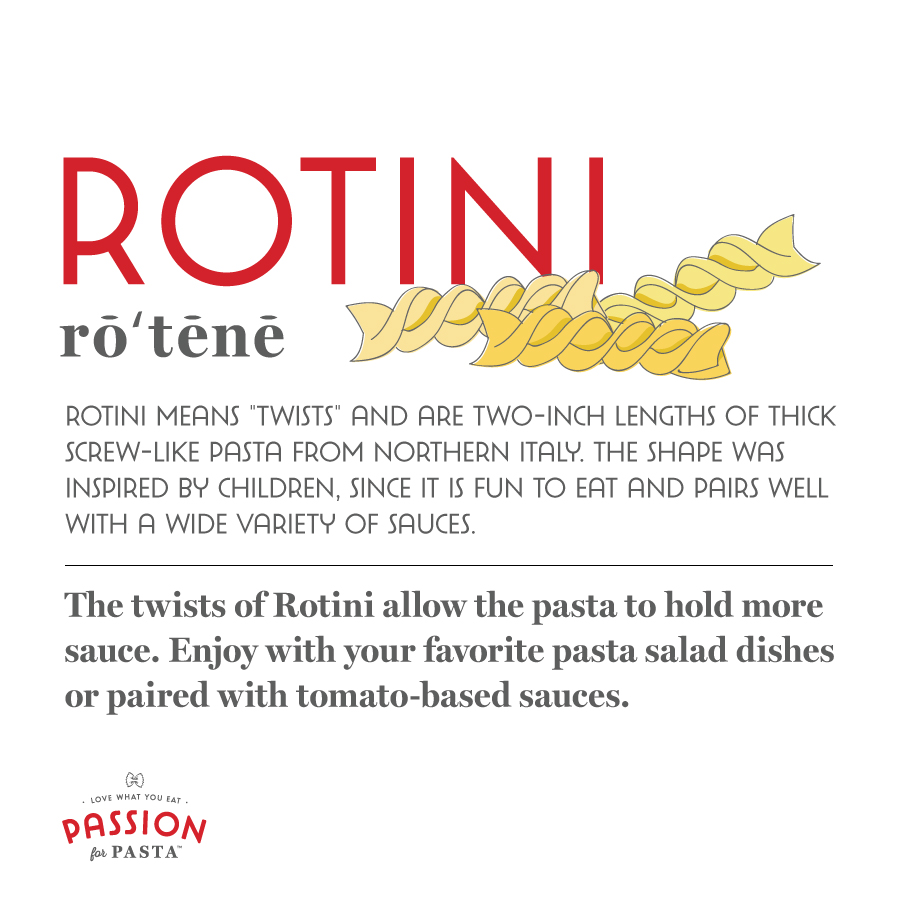 ROTINI
rō‘tēnē
ROTINI MEANS "TWISTS" AND ARE TWO-INCH LENGTHS OF THICK
SCREW-LIKE PASTA FROM NORTHERN ITALY. THE SHAPE WAS
INSPIRED BY CHILDREN, SINCE IT IS FUN TO EAT AND PAIRS WELL
WITH A WIDE VARIETY OF SAUCES.
The twists of Rotini allow the pasta to hold more
sauce. Enjoy with your favorite pasta salad dishes
or paired with tomato-based sauces.
· LOVE WHAT YOU EAT ·
PASSION
for PASTA™